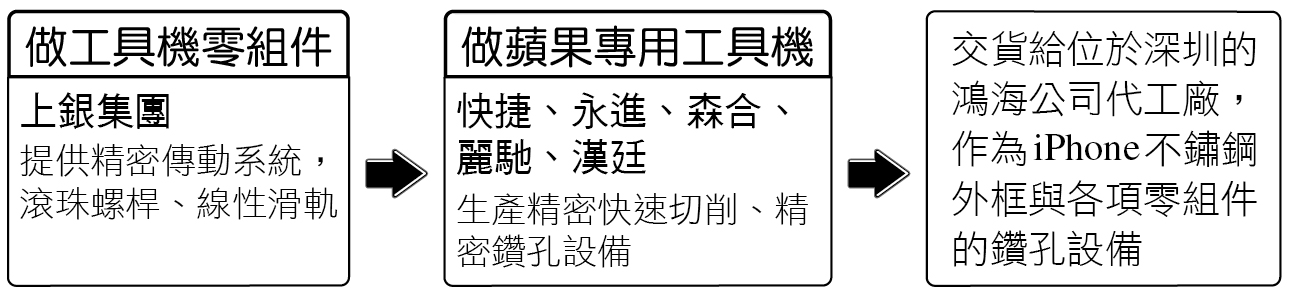 做工具機零組件
上銀集團
提供精密傳動系統，
滾珠螺桿、線性滑軌
做蘋果專用工具機
快捷、永進、森合、
麗馳、漢廷
生產精密快速切削、精
密鑽孔設備
交貨給位於深圳的
鴻海公司代工廠，
作為iPhone不鏽鋼
外框與各項零組件
的鑽孔設備